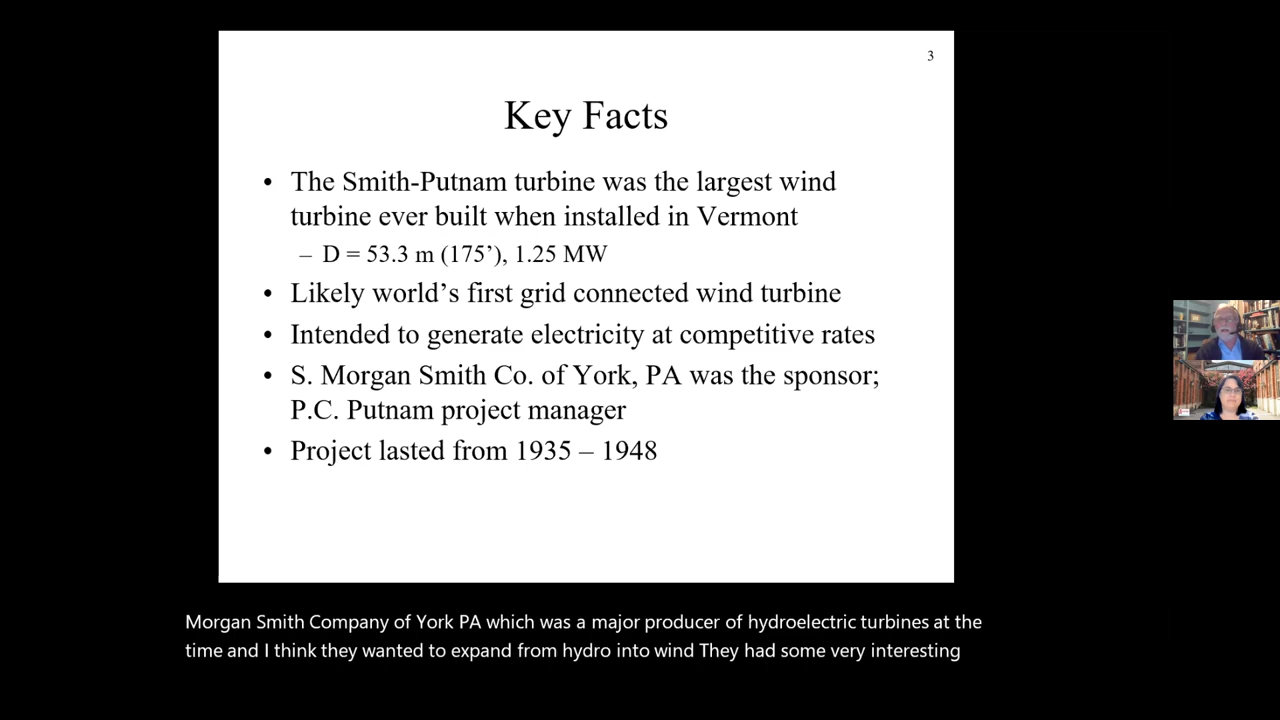 3
Key Facts
• The Smith-Putnam turbine was the largest wind
turbine ever built when installed in Vermont
– D = 53.3 m (175’), 1.25 MW
• Likely world’s first grid connected wind turbine
• Intended to generate electricity at competitive rates
• S. Morgan Smith Co. of York, PA was the sponsor;
P.C. Putnam project manager
• Project lasted from 1935 – 1948
Morgan Smith Company of York PA which was a major producer of hydroelectric turbines at the
time and I think they wanted to expand from hydro into wind They had some very interesting